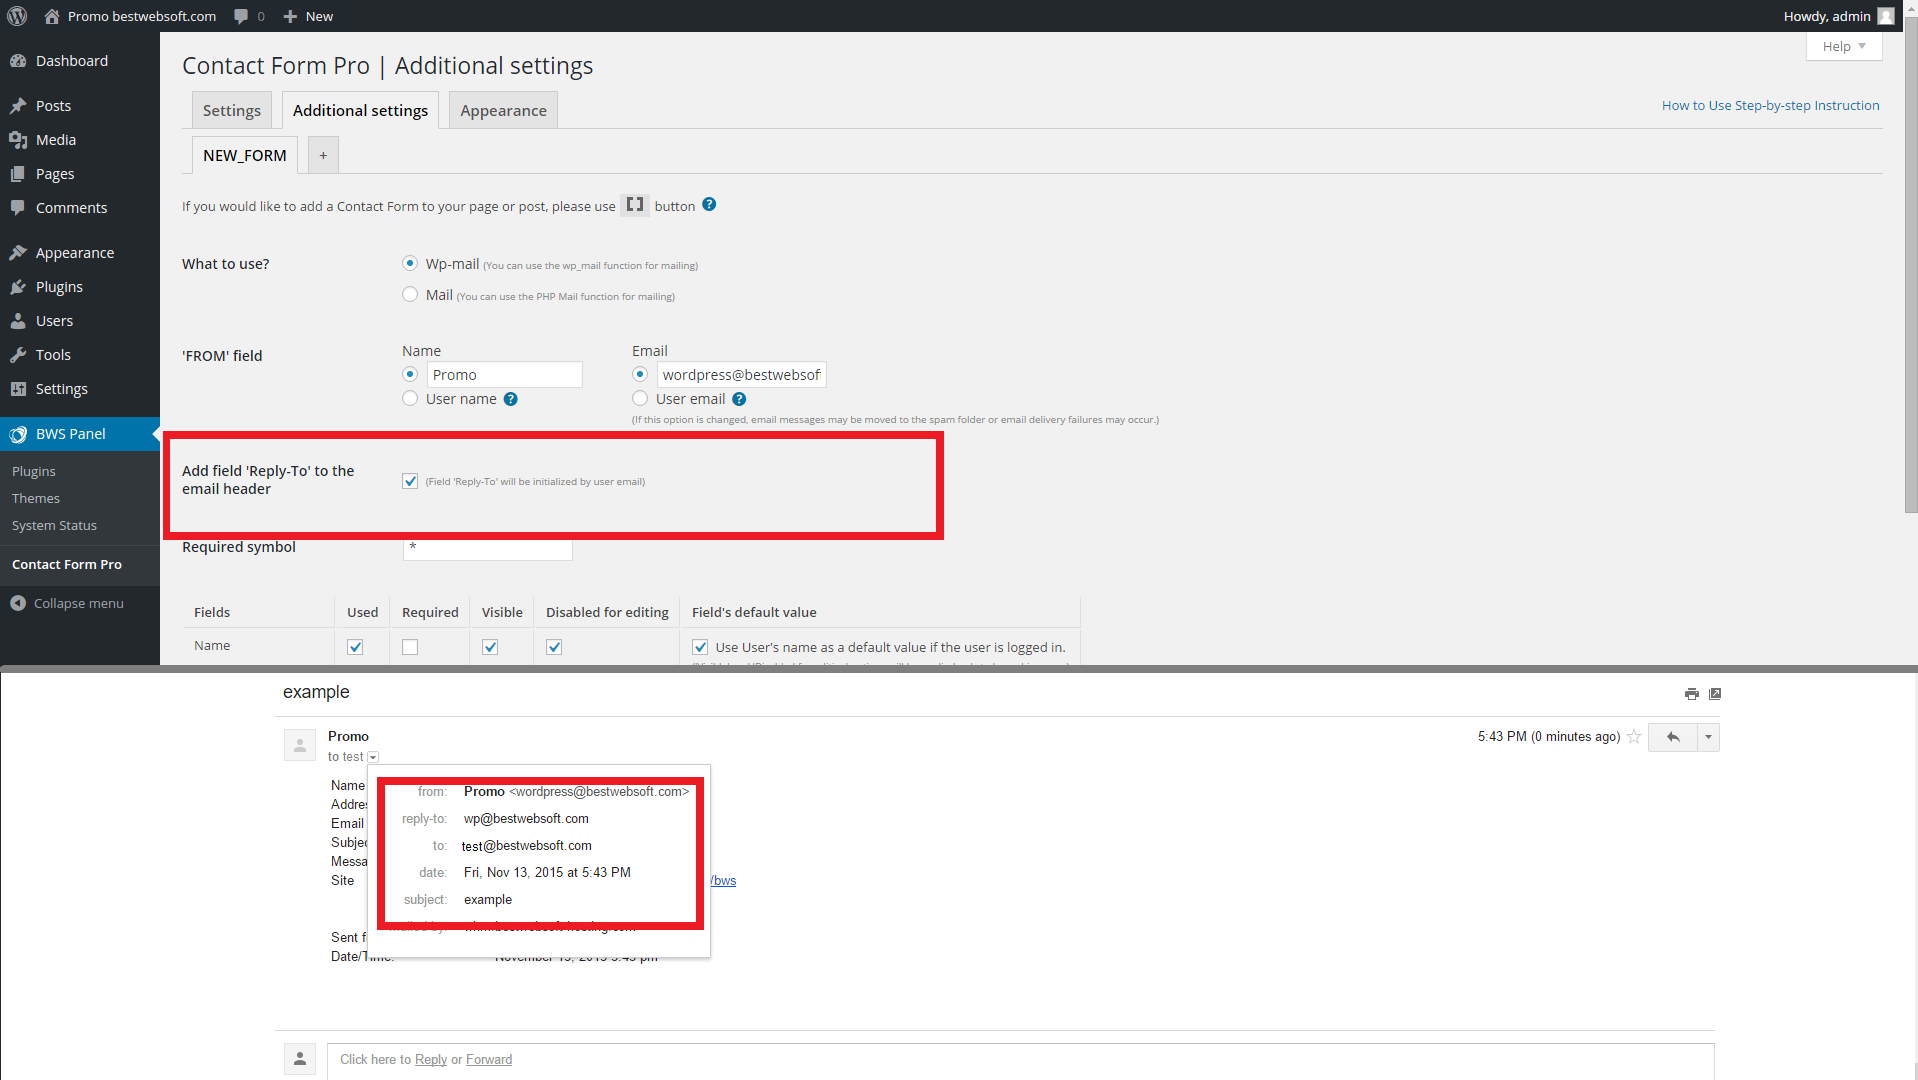 Promo bestwebsoft.com 0 New Howdy, admin
Help
Dashboard
Posts
Media
Pages
Comments
Appearance
Plugins
Users
Tools
Settings
BWS Panel
Plugins
Themes
System Status
Contact Form Pro
Collapse menu
Contact Form Pro | Additional settings
Settings Additional settings Appearance
How to Use Step-by-step Instruction
NEW_FORM +
If you would like to add a Contact Form to your page or post, please use [ ] button ?
What to use? Wp-mail (You can use the wp_mail function for mailing)
Mail (You can use the PHP Mail function for mailing)
'FROM' field
Name Email
Promo wordpress@bestwebsof
User name ? User email ?
(If this option is changed, email messages may be moved to the spam folder or email delivery failures may occur.)
Add field 'Reply-To' to the
email header
(Field 'Reply-To' will be initialized by user email)
Required symbol *
Fields Used Required Visible Disabled for editing Field's default value
Name Use User's name as a default value if the user is logged in.
example
Promo
5:43 PM (0 minutes ago)
to test
Name
Addre
Email
Subje
Messa
Site
/bws
from: Promo <wordpress@bestwebsoft.com>
reply-to: wp@bestwebsoft.com
to: test@bestwebsoft.com
date: Fri, Nov 13, 2015 at 5:43 PM
subject: example
Sent f
Date/Time:
Click here to Reply or Forward